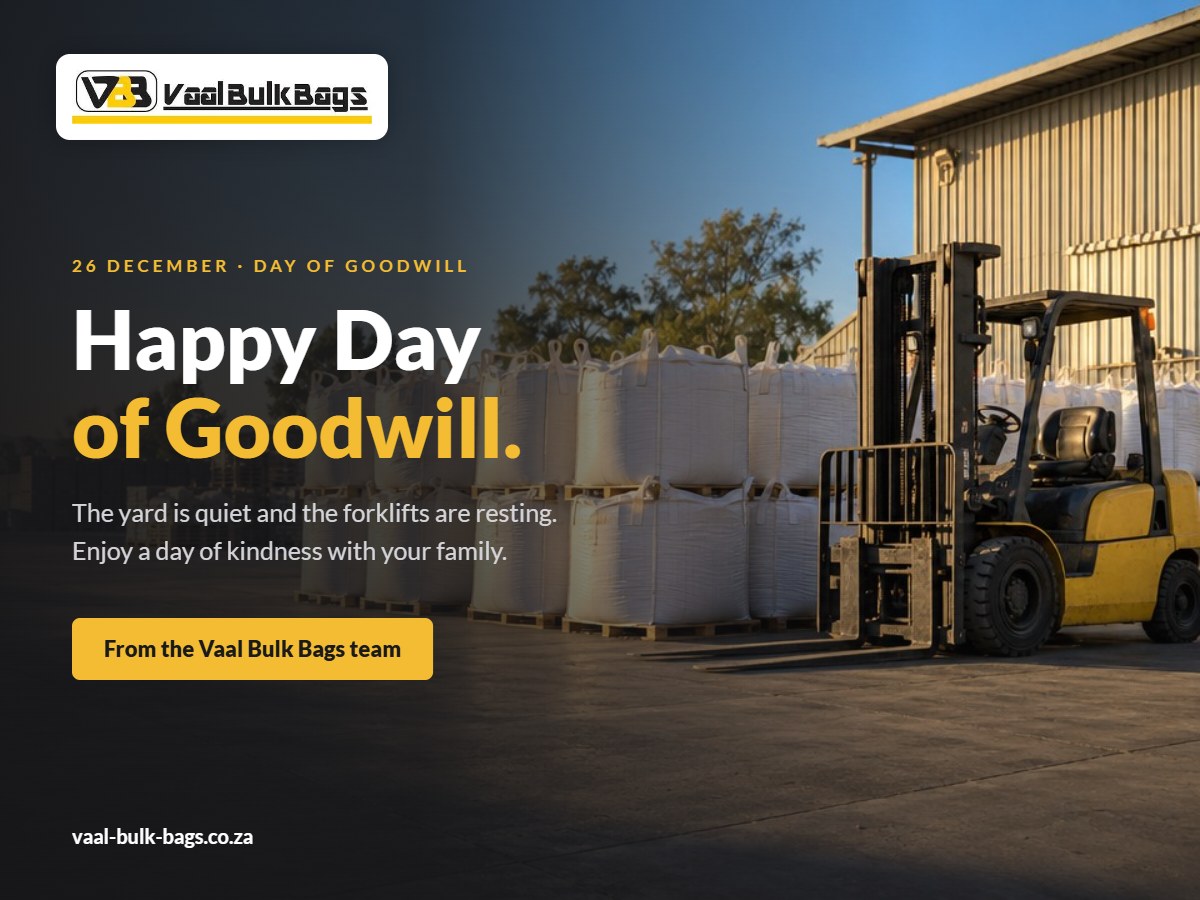 VBB Vaal Bulk Bags
26 DECEMBER · DAY OF GOODWILL
Happy Day
of Goodwill.
The yard is quiet and the forklifts are resting.
Enjoy a day of kindness with your family.
From the Vaal Bulk Bags team
vaal-bulk-bags.co.za